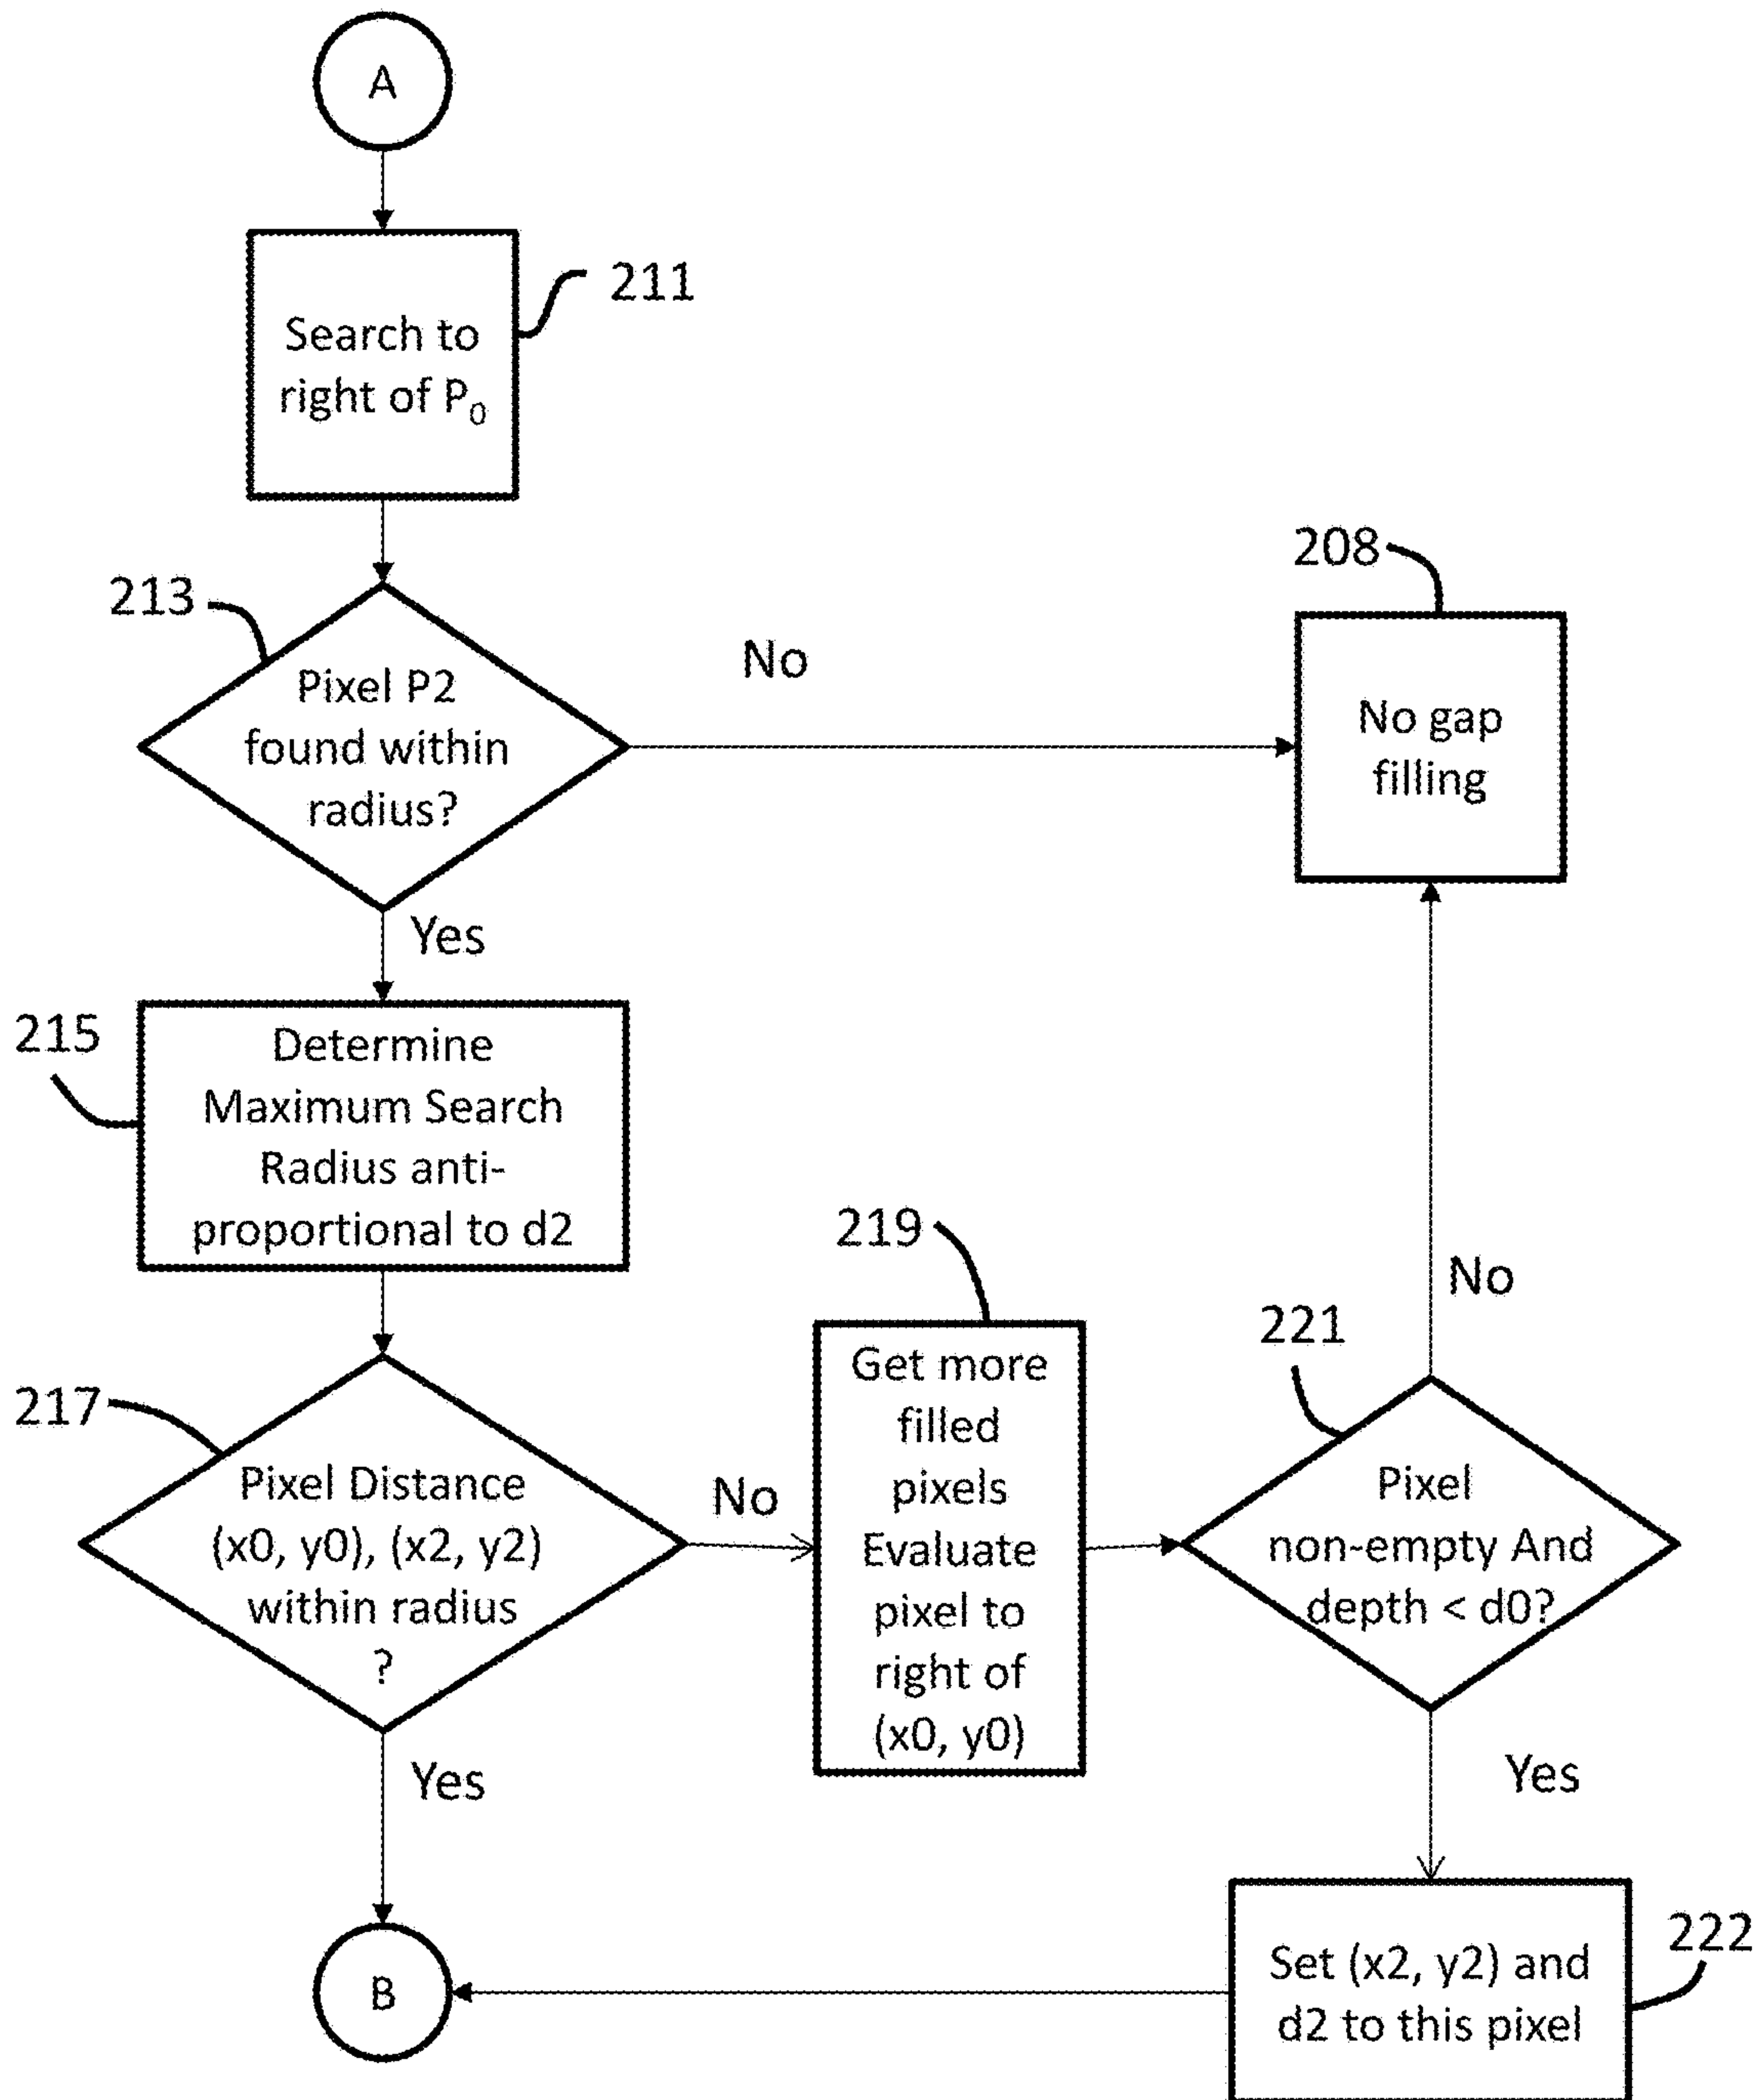 A
211
Search to
right of P₀
208
213
No
Pixel P2
found within
radius?
No gap
filling
Yes
215
Determine
Maximum Search
Radius anti-
proportional to d2
219
No
221
217
Get more
filled
pixels
Evaluate
pixel to
right of
(x0, y0)
Pixel Distance
(x0, y0), (x2, y2)
within radius
?
No
Pixel
non-empty And
depth < d0?
Yes
Yes
222
Set (x2, y2) and
d2 to this pixel
B